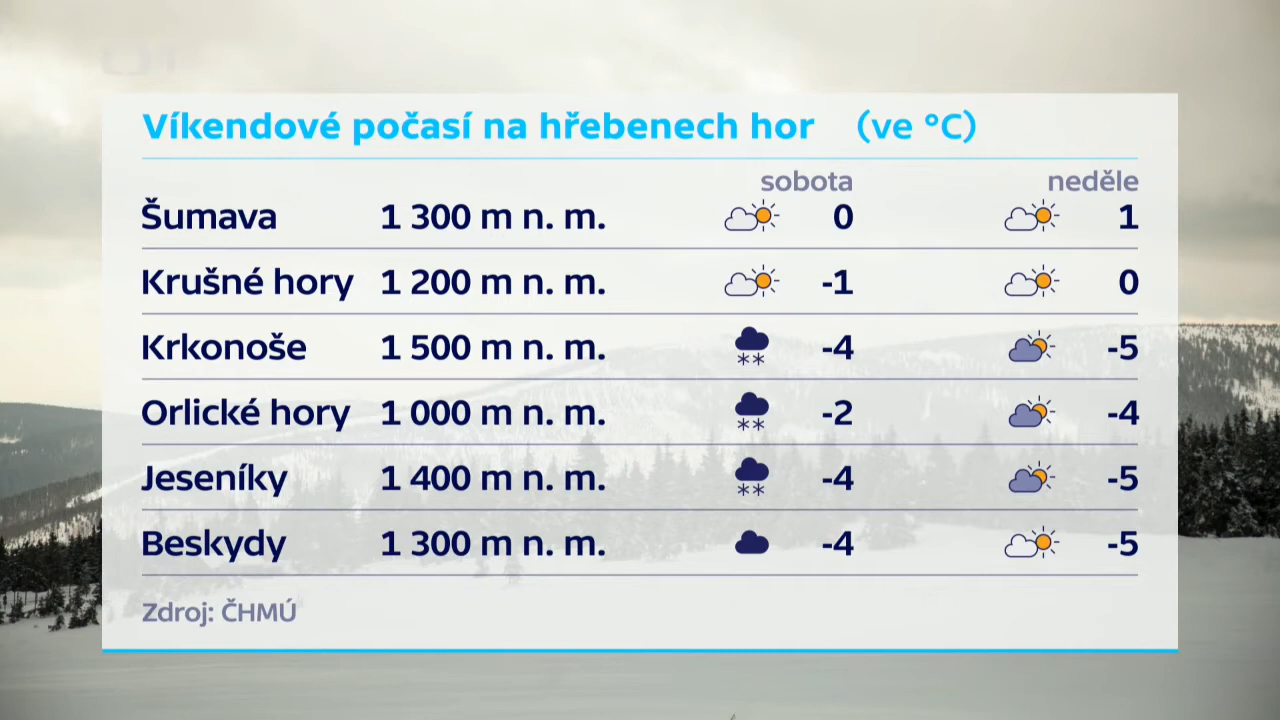 Víkendové počasí na hřebenech hor (ve °C)
sobota neděle
Šumava 1 300 m n. m. 0 1
Krušné hory 1 200 m n. m. -1 0
Krkonoše 1 500 m n. m. -4 -5
Orlické hory 1 000 m n. m. -2 -4
Jeseníky 1 400 m n. m. -4 -5
Beskydy 1 300 m n. m. -4 -5
Zdroj: ČHMÚ